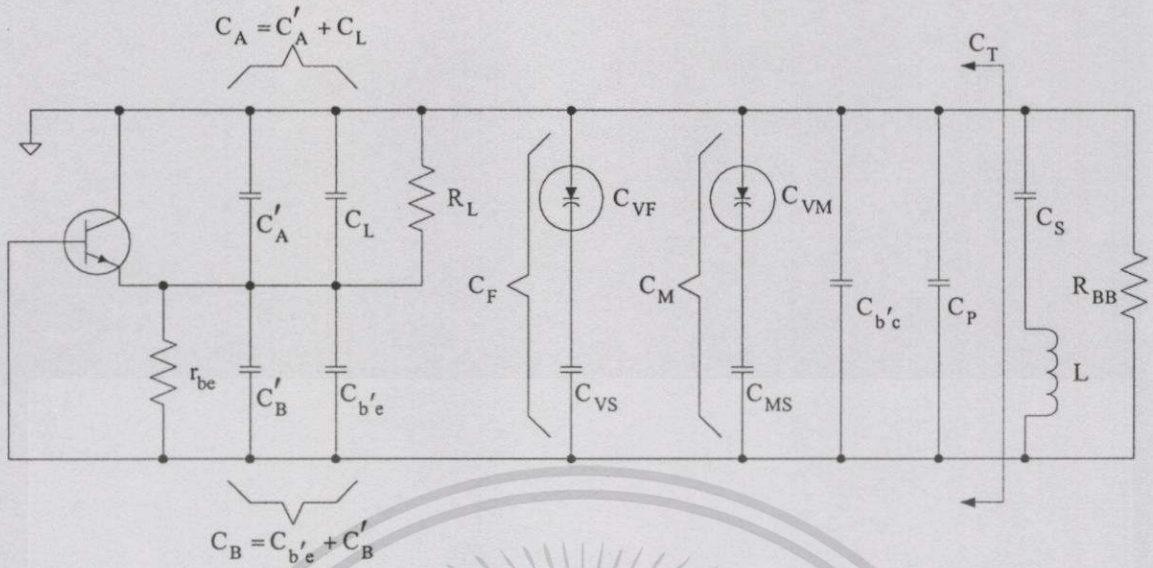 C_A = C'_A + C_L
C_T
C'_A
C_L
R_L
C_VF
C_VM
C_S
C_F
C_M
C_b'c
C_P
R_BB
r_be
C'_B
C_b'e
C_VS
C_MS
L
C_B = C_b'e + C'_B